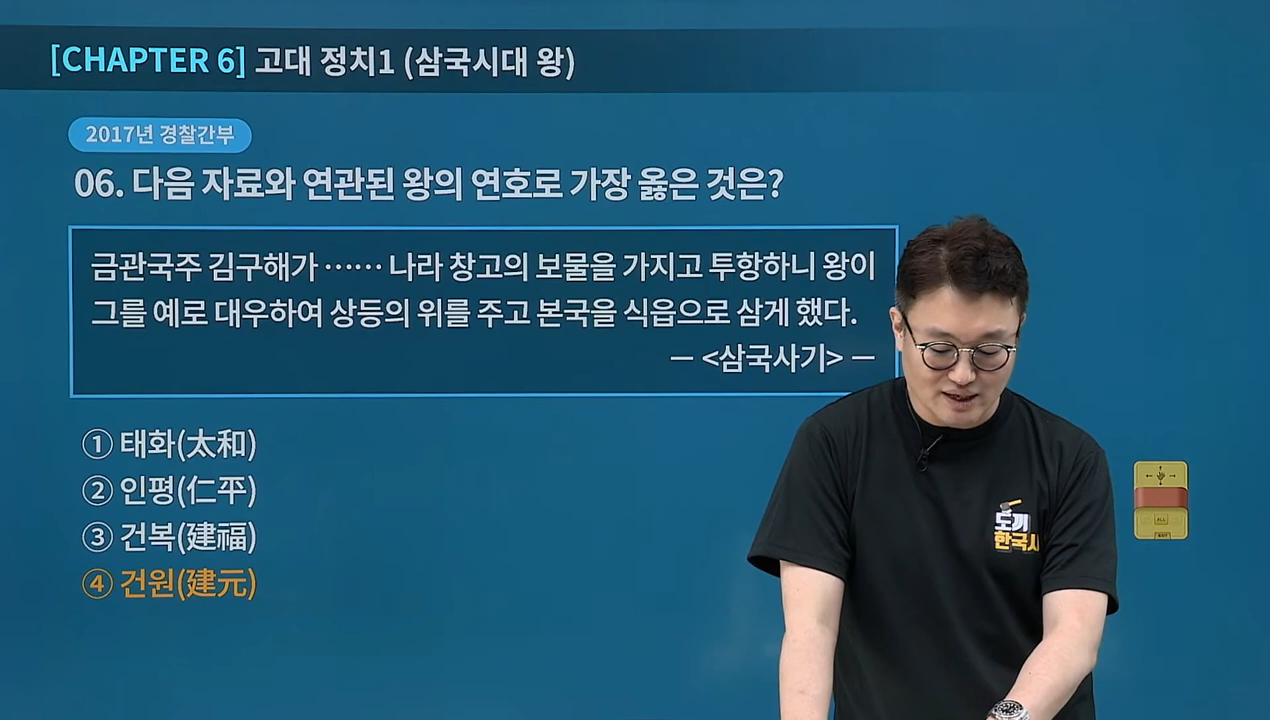 [CHAPTER 6] 고대 정치1 (삼국시대 왕)
2017년 경찰간부
06. 다음 자료와 연관된 왕의 연호로 가장 옳은 것은?
금관국주 김구해가 …… 나라 창고의 보물을 가지고 투항하니 왕이
그를 예로 대우하여 상등의 위를 주고 본국을 식읍으로 삼게 했다.
– <삼국사기> –
① 태화(太和)
② 인평(仁平)
③ 건복(建福)
④ 건원(建元)
도끼
한국사
ALL